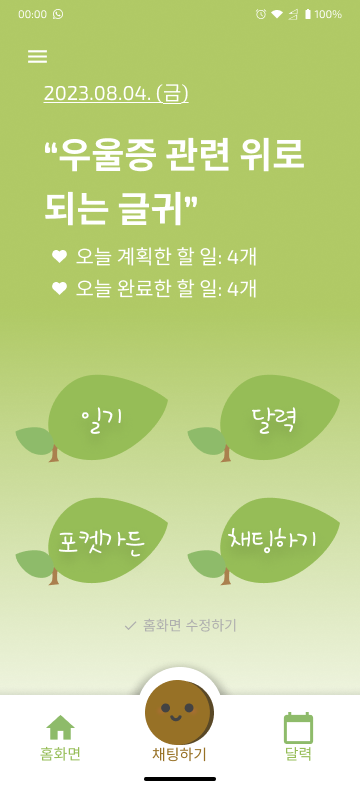 00:00 100%
2023.08.04. (금)
“우울증 관련 위로
되는 글귀”
오늘 계획한 할 일: 4개
오늘 완료한 할 일: 4개
일기 달력
포켓가든 채팅하기
홈화면 수정하기
홈화면 채팅하기 달력